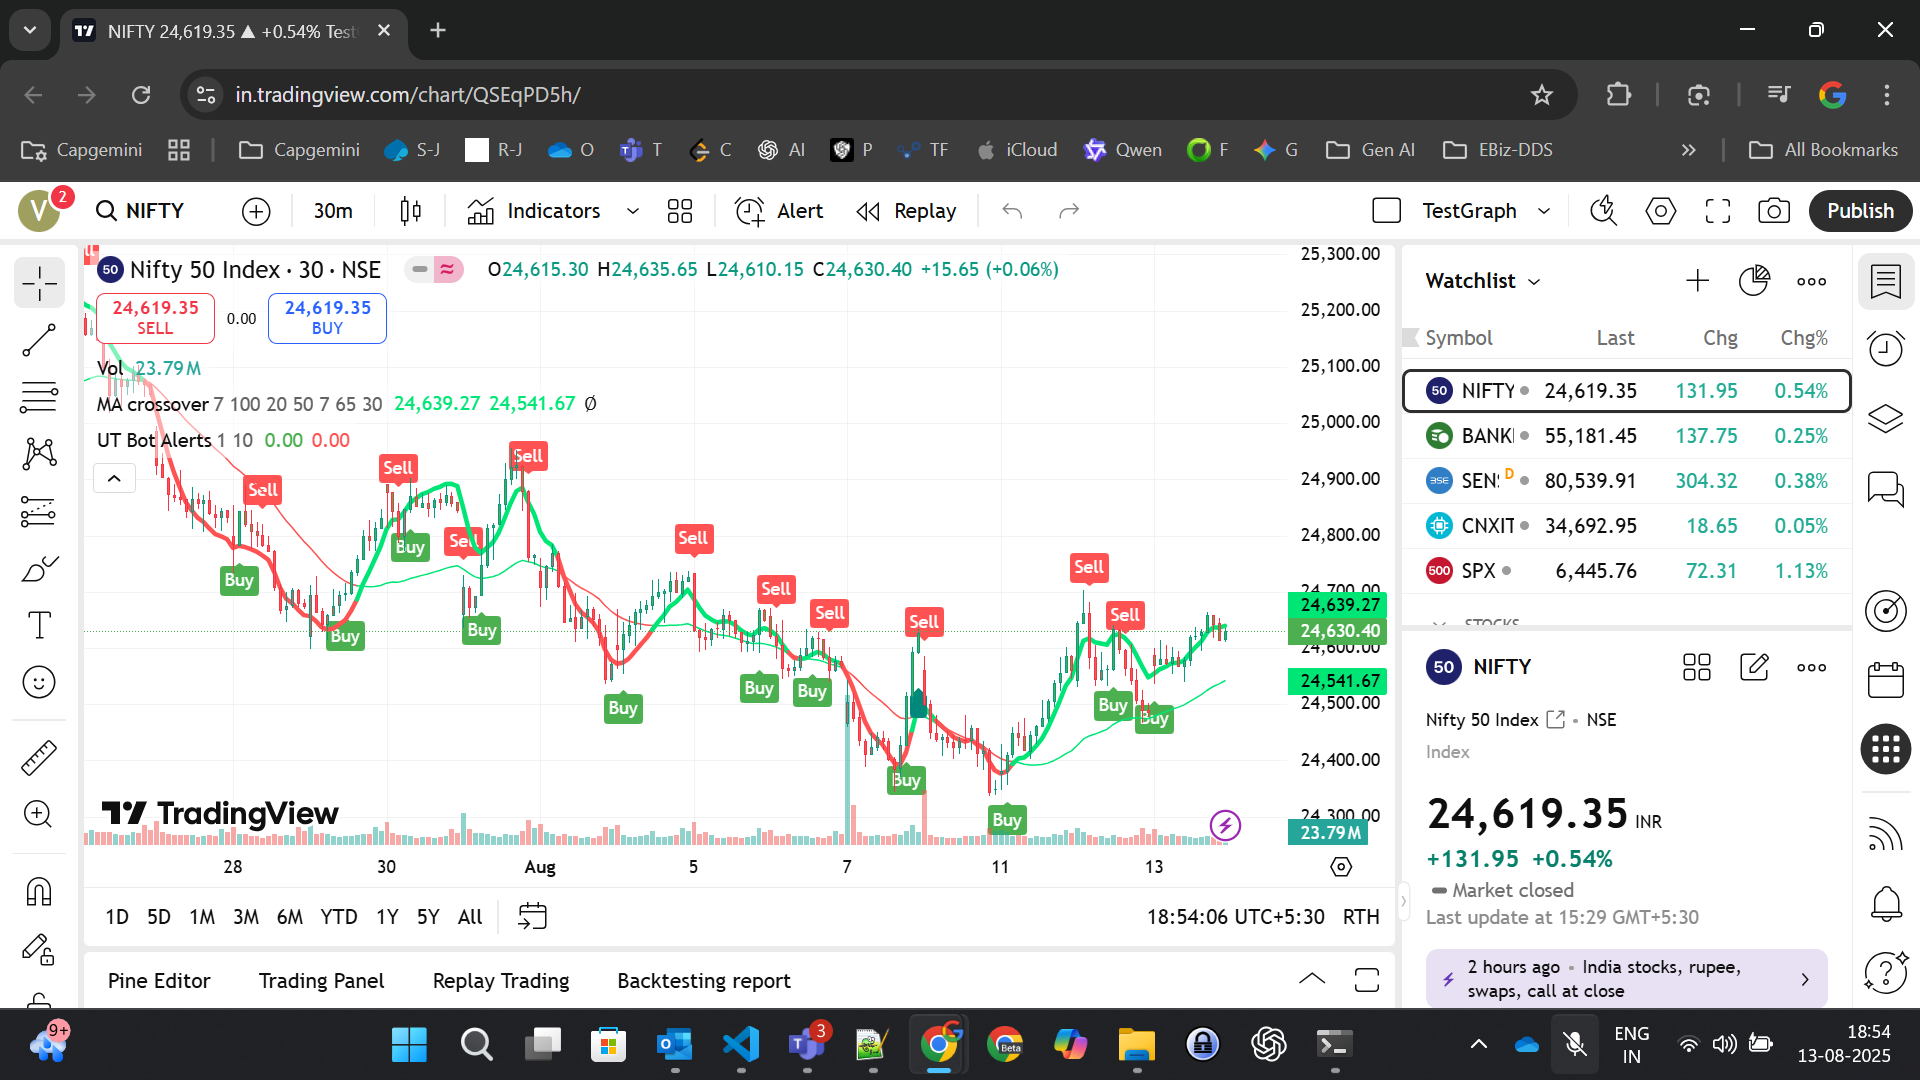 NIFTY 24,619.35 ▲ +0.54% Test
in.tradingview.com/chart/QSEqPD5h/
Capgemini
Capgemini
S-J
R-J
O
T
C
AI
P
TF
iCloud
Qwen
F
G
Gen AI
EBiz-DDS
All Bookmarks
V
2
NIFTY
30m
Indicators
Alert
Replay
TestGraph
Publish
50 Nifty 50 Index · 30 · NSE
O24,615.30 H24,635.65 L24,610.15 C24,630.40 +15.65 (+0.06%)
24,619.35
SELL
0.00
24,619.35
BUY
Vol 23.79 M
MA crossover 7 100 20 50 7 65 30 24,639.27 24,541.67 Ø
UT Bot Alerts 1 10 0.00 0.00
Sell
Sell
Sell
Sell
Sell
Sell
Sell
Sell
Sell
Sell
Buy
Buy
Buy
Buy
Buy
Buy
Buy
Buy
Buy
Buy
Buy
25,300.00
25,200.00
25,100.00
25,000.00
24,900.00
24,800.00
24,700.00
24,639.27
24,630.40
24,600.00
24,541.67
24,500.00
24,400.00
24,300.00
23.79 M
TradingView
28
30
Aug
5
7
11
13
1D 5D 1M 3M 6M YTD 1Y 5Y All
18:54:06 UTC+5:30 RTH
Pine Editor
Trading Panel
Replay Trading
Backtesting report
Watchlist
Symbol Last Chg Chg%
50 NIFTY 24,619.35 131.95 0.54%
BANK 55,181.45 137.75 0.25%
BSE SEN D 80,539.91 304.32 0.38%
CNXIT 34,692.95 18.65 0.05%
500 SPX 6,445.76 72.31 1.13%
STOCKS
50 NIFTY
Nifty 50 Index • NSE
Index
24,619.35 INR
+131.95 +0.54%
Market closed
Last update at 15:29 GMT+5:30
2 hours ago • India stocks, rupee,
swaps, call at close
9+
3
Beta
ENG
IN
18:54
13-08-2025